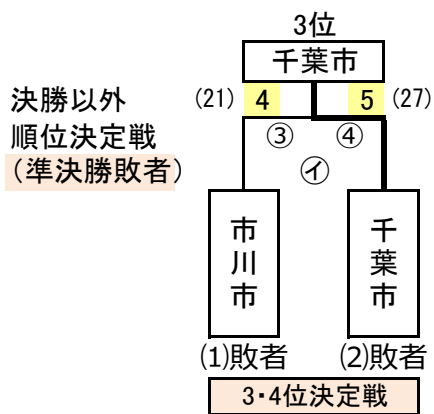 3位
千葉市
決勝以外
順位決定戦
(準決勝敗者)
(21) 4 5 (27)
③ ④
㋑
市川市
千葉市
(1)敗者 (2)敗者
3・4位決定戦